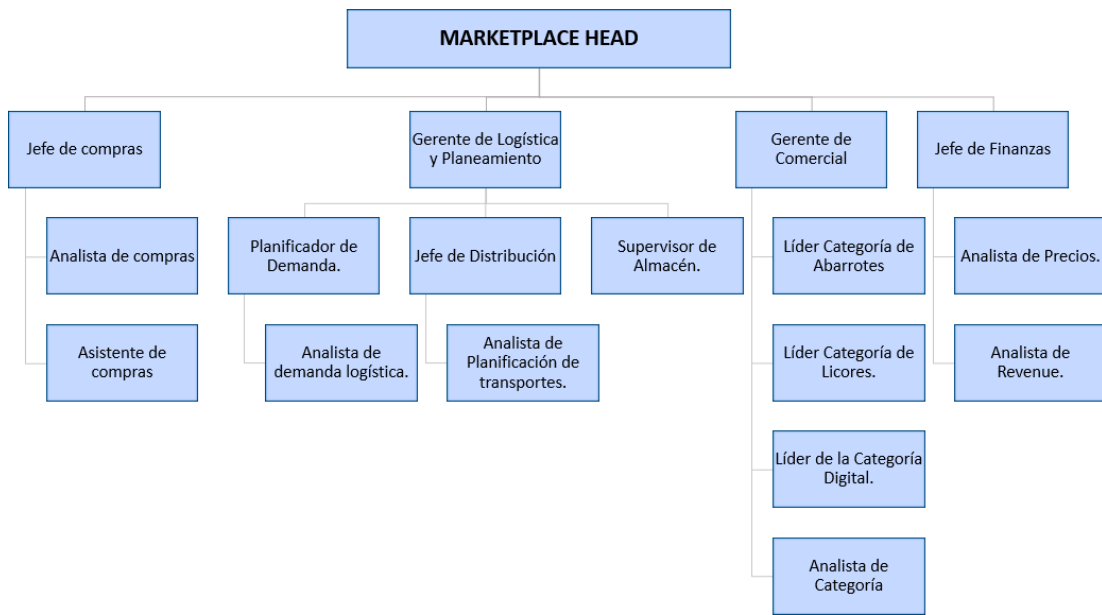 MARKETPLACE HEAD
Jefe de compras
Gerente de Logística
y Planeamiento
Gerente de
Comercial
Jefe de Finanzas
Analista de compras
Planificador de
Demanda.
Jefe de Distribución
Supervisor de
Almacén.
Líder Categoría de
Abarrotes
Analista de Precios.
Asistente de
compras
Analista de
demanda logística.
Analista de
Planificación de
transportes.
Líder Categoría de
Licores.
Analista de
Revenue.
Líder de la Categoría
Digital.
Analista de
Categoría